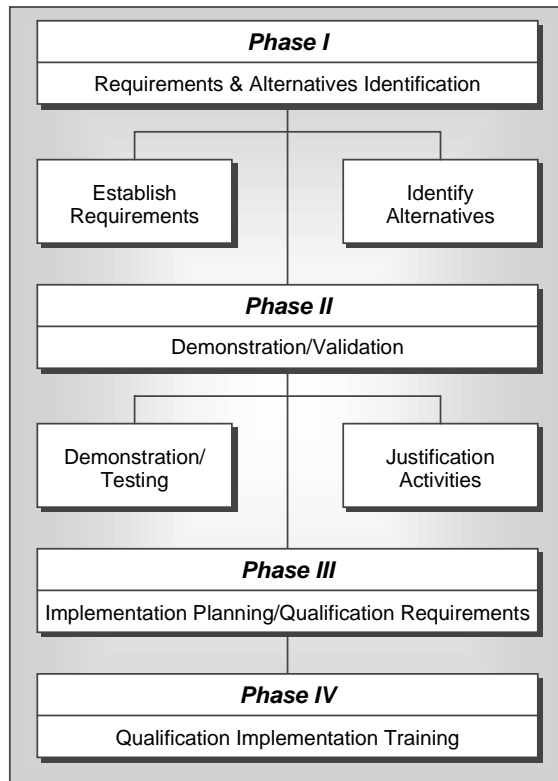 Phase I
Requirements & Alternatives Identification
Establish
Requirements
Identify
Alternatives
Phase II
Demonstration/Validation
Demonstration/
Testing
Justification
Activities
Phase III
Implementation Planning/Qualification Requirements
Phase IV
Qualification Implementation Training